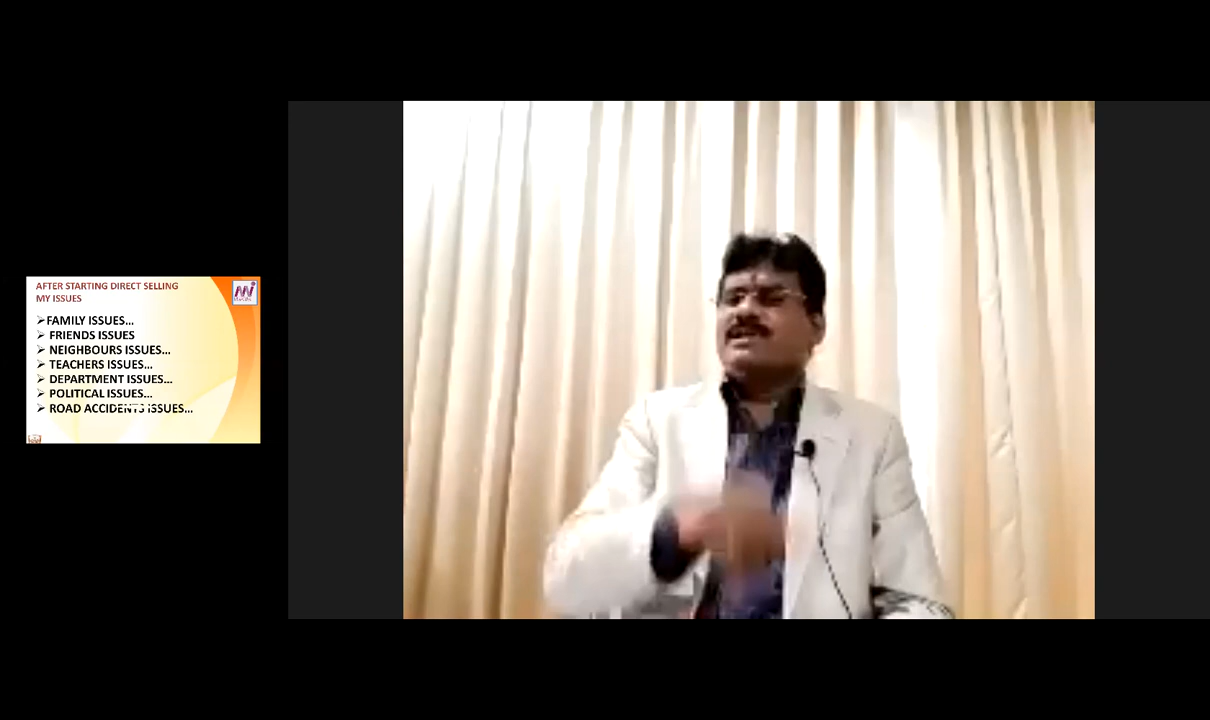 AFTER STARTING DIRECT SELLING
MY ISSUES
➢FAMILY ISSUES...
➢ FRIENDS ISSUES
➢ NEIGHBOURS ISSUES...
➢ TEACHERS ISSUES...
➢ DEPARTMENT ISSUES...
➢ POLITICAL ISSUES...
➢ ROAD ACCIDENTS ISSUES...